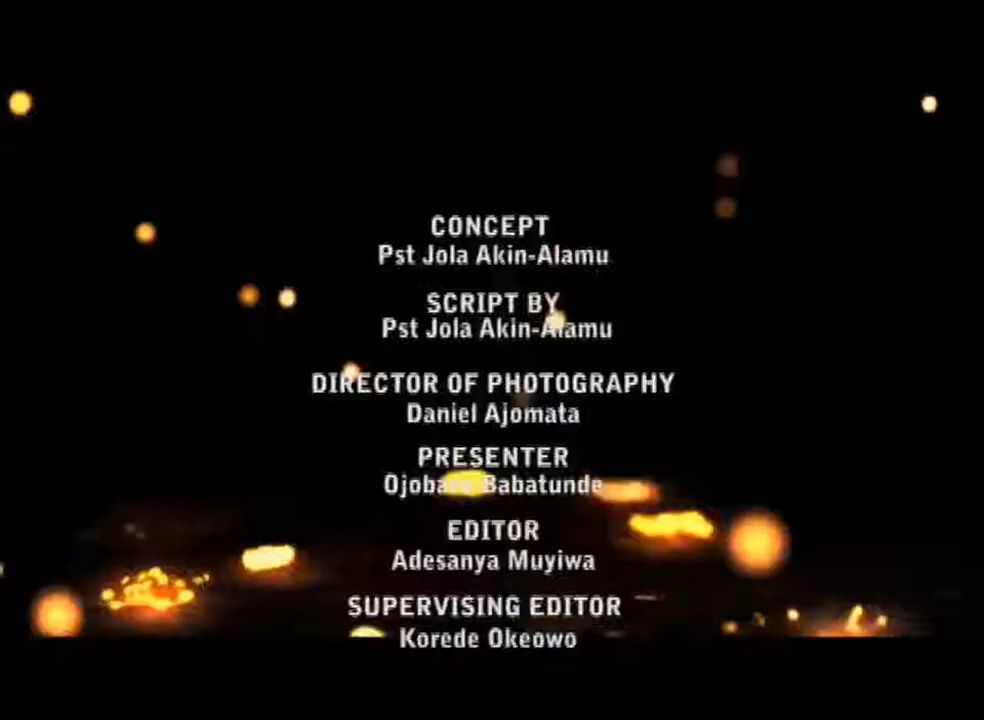 CONCEPT
Pst Jola Akin-Alamu
SCRIPT BY
Pst Jola Akin-Alamu
DIRECTOR OF PHOTOGRAPHY
Daniel Ajomata
PRESENTER
Babatunde
EDITOR
Adesanya Muyiwa
SUPERVISING EDITOR
Korede Okeowo